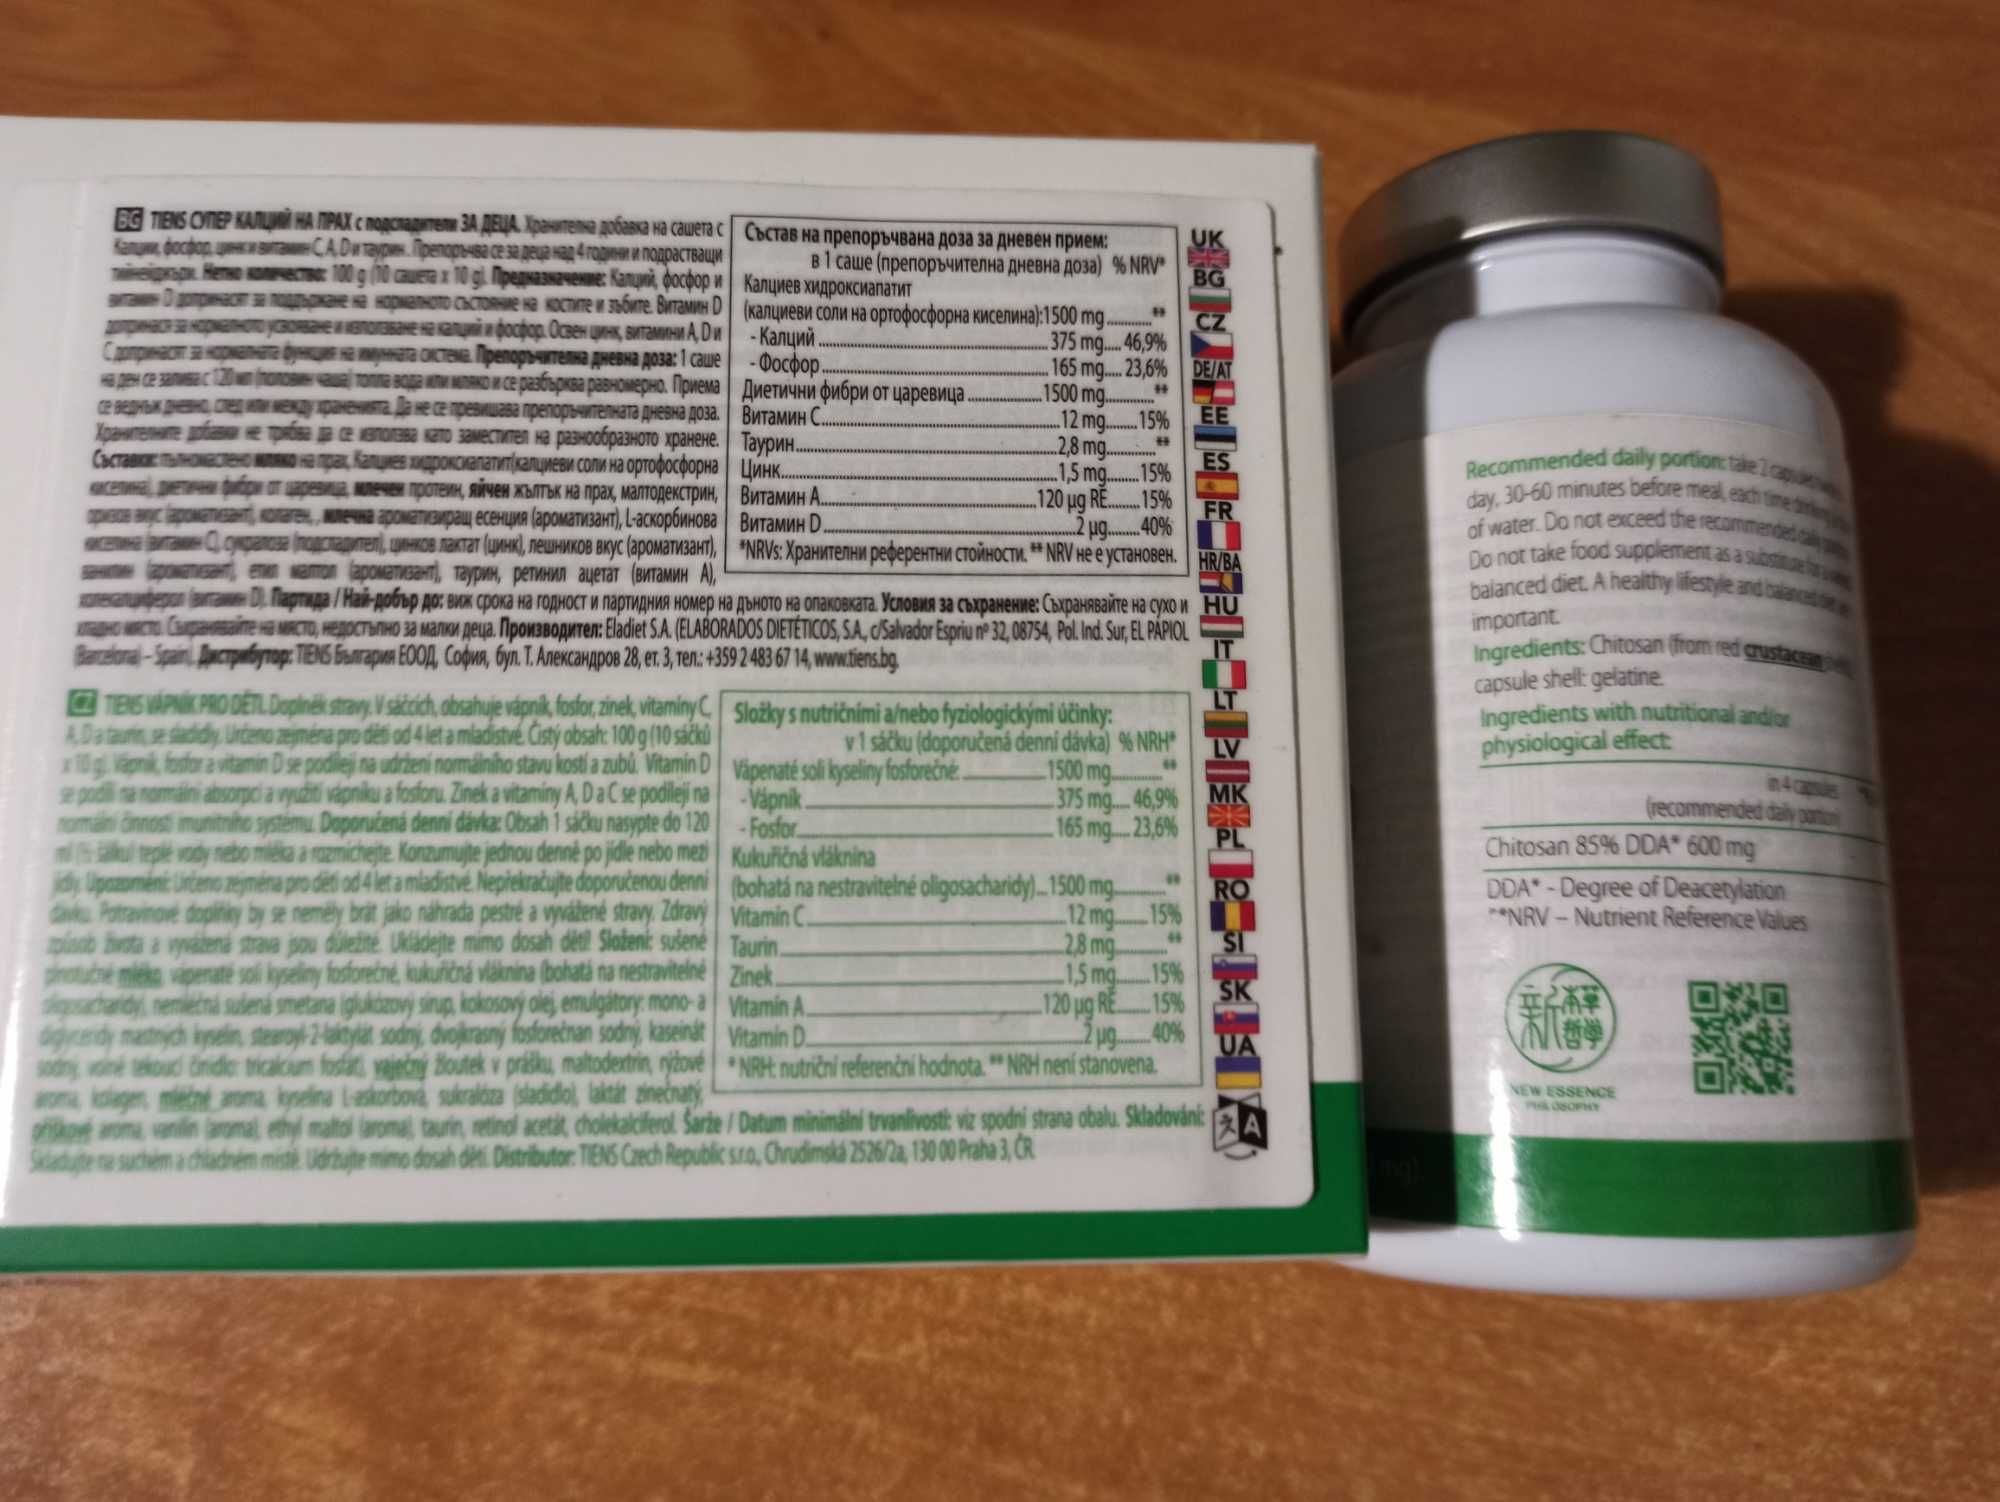 BG TIENS СУПЕР КАЛЦИЙ НА ПРАХ с подсладители ЗА ДЕЦА. Хранителна добавка на сашета с
Калции, фосфор, цинк и витамин С, А, D и таурин. Препоръчва се за деца над 4 години и подрастващи
тийнейджъри. Нетно количество: 100 g (10 сашета x 10 g). Предназначение: Калций, фосфор и
витамин D допринасят за поддържане на нормалното състояние на костите и зъбите. Витамин D
допринася за нормалното усвояване и използване на калций и фосфор. Освен цинк, витамини А, D и
С допринасят за нормалната функция на имунната система. Препоръчителна дневна доза: 1 саше
на ден се залива с 120 мл (половин чаша) топла вода или мляко и се разбърква равномерно. Приема
се веднъж дневно, след или между храненията. Да не се превишава препоръчителната дневна доза.
Хранителните добавки не трябва да се използва като заместител на разнообразното хранене.
Съставки: пълномаслено мляко на прах, Калциев хидроксиапатит(калциеви соли на ортофосфорна
киселина), диетични фибри от царевица, млечен протеин, яйчен жълтък на прах, малтодекстрин,
оризов вкус (ароматизант), колаген, , млечна ароматизираща есенция (ароматизант), L-аскорбинова
киселина (витамин С), сукралоза (подсладител), цинков лактат (цинк), лешников вкус (ароматизант),
ванилин (ароматизант), етил малтол (ароматизант), таурин, ретинил ацетат (витамин А),
холекалциферол (витамин D). Партида / Най-добър до: виж срока на годност и партидния номер на дъното на опаковката. Условия за съхранение: Съхранявайте на сухо и
хладно място. Съхранявайте на място, недостъпно за малки деца. Производител: Eladiet S.A. (ELABORADOS DIETÉTICOS, S.A., c/Salvador Espriu nº 32, 08754, Pol. Ind. Sur, EL PAPIOL
(Barcelona) – Spain). Дистрибутор: TIENS България ЕООД, София, бул. Т. Александров 28, ет. 3, тел.: +359 2 483 67 14, www.tiens.bg.
Състав на препоръчвана доза за дневен прием:
в 1 саше (препоръчителна дневна доза) % NRV*
Калциев хидроксиапатит
(калциеви соли на ортофосфорна киселина):1500 mg............ **
- Калций ............ 375 mg..... 46,9%
- Фосфор............ 165 mg..... 23,6%
Диетични фибри от царевица ............ 1500 mg............ **
Витамин С............ 12 mg........15%
Таурин............ 2,8 mg............ **
Цинк............ 1,5 mg........15%
Витамин А............ 120 µg RE........15%
Витамин D............ 2 µg........40%
*NRVs: Хранителни референтни стойности. ** NRV не е установен.
CZ TIENS VÁPNÍK PRO DĚTI. Doplněk stravy. V sáčcích, obsahuje vápník, fosfor, zinek, vitamíny C,
A, D a taurin, se sladidly. Určeno zejména pro děti od 4 let a mladistvé. Čistý obsah: 100 g (10 sáčků
x 10 g). Vápník, fosfor a vitamin D se podílejí na udržení normálního stavu kostí a zubů. Vitamín D
se podílí na normální absorpci a využití vápníku a fosforu. Zinek a vitamíny A, D a C se podílejí na
normální činnosti imunitního systému. Doporučená denní dávka: Obsah 1 sáčku nasypte do 120
ml (½ šálku) teplé vody nebo mléka a rozmíchejte. Konzumujte jednou denně po jídle nebo mezi
jídly. Upozornění: Určeno zejména pro děti od 4 let a mladistvé. Nepřekračujte doporučenou denní
dávku. Potravinové doplňky by se neměly brát jako náhrada pestré a vyvážené stravy. Zdravý
způsob života a vyvážená strava jsou důležité. Ukládejte mimo dosah dětí! Složení: sušené
plnotučné mléko, vápenaté soli kyseliny fosforečné, kukuřičná vláknina (bohatá na nestravitelné
oligosacharidy), nemléčná sušená smetana (glukózový sirup, kokosový olej, emulgátory: mono- a
diglyceridy mastných kyselin, stearoyl-2-laktylát sodný, dvojkrasný fosforečnan sodný, kaseinát
sodný, volně tekoucí činidlo: tricalcium fosfát), vaječný žloutek v prášku, maltodextrin, rýžové
aroma, kolagen, mléčné aroma, kyselina L-askorbová, sukralóza (sladidlo), laktát zinečnatý,
oříškové aroma, vanilin (aroma), ethyl maltol (aroma), taurin, retinol acetát, cholekalciferol. Šarže / Datum minimální trvanlivosti: viz spodní strana obalu. Skladování:
Skladujte na suchém a chladném místě. Udržujte mimo dosah dětí. Distributor: TIENS Czech Republic s.r.o., Chrudimská 2526/2a, 130 00 Praha 3, ČR
Složky s nutričními a/nebo fyziologickými účinky:
v 1 sáčku (doporučená denní dávka) % NRH*
Vápenaté soli kyseliny fosforečné: ............ 1500 mg............ **
- Vápník ............ 375 mg..... 46,9%
- Fosfor............ 165 mg..... 23,6%
Kukuřičná vláknina
(bohatá na nestravitelné oligosacharidy)...1500 mg............ **
Vitamín C............ 12 mg........15%
Taurin............ 2,8 mg............ **
Zinek............ 1,5 mg........15%
Vitamín A............ 120 µg RE........15%
Vitamín D............ 2 µg........40%
* NRH: nutriční referenční hodnota. ** NRH není stanovena.
UK
BG
CZ
DE/AT
EE
ES
FR
HR/BA
HU
IT
LT
LV
MK
PL
RO
SI
SK
UA
文 A
Recommended daily portion: take 2 capsules
day, 30-60 minutes before meal, each time drinking
of water. Do not exceed the recommended daily
Do not take food supplement as a substitute for a
balanced diet. A healthy lifestyle and balanced diet are
important.
Ingredients: Chitosan (from red crustacean
capsule shell: gelatine.
Ingredients with nutritional and/or
physiological effect:
in 4 capsules
(recommended daily portion)
Chitosan 85% DDA* 600 mg
DDA* - Degree of Deacetylation
**NRV – Nutrient Reference Values
NEW ESSENCE
PHILOSOPHY
mg)